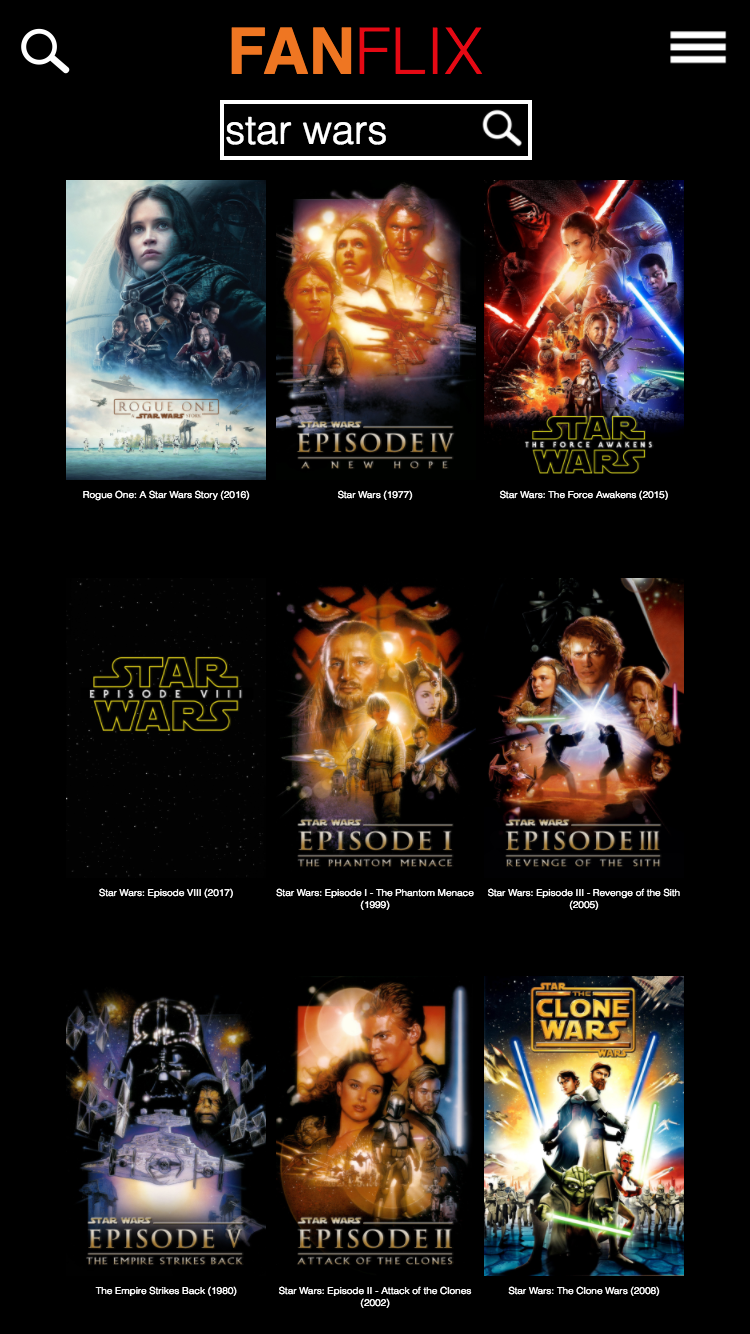 FANFLIX
star wars
ROGUE ONE
A STAR WARS STORY
STAR WARS
EPISODE IV
A NEW HOPE
STAR
THE FORCE AWAKENS
WARS
Rogue One: A Star Wars Story (2016)
Star Wars (1977)
Star Wars: The Force Awakens (2015)
STAR
EPISODE VIII
WARS
STAR WARS
EPISODE I
THE PHANTOM MENACE
STAR WARS
EPISODE III
REVENGE OF THE SITH
Star Wars: Episode VIII (2017)
Star Wars: Episode I - The Phantom Menace
(1999)
Star Wars: Episode III - Revenge of the Sith
(2005)
STAR WARS
EPISODE V
THE EMPIRE STRIKES BACK
STAR WARS
EPISODE II
ATTACK OF THE CLONES
STAR
THE
CLONE
WARS
WARS
The Empire Strikes Back (1980)
Star Wars: Episode II - Attack of the Clones
(2002)
Star Wars: The Clone Wars (2008)